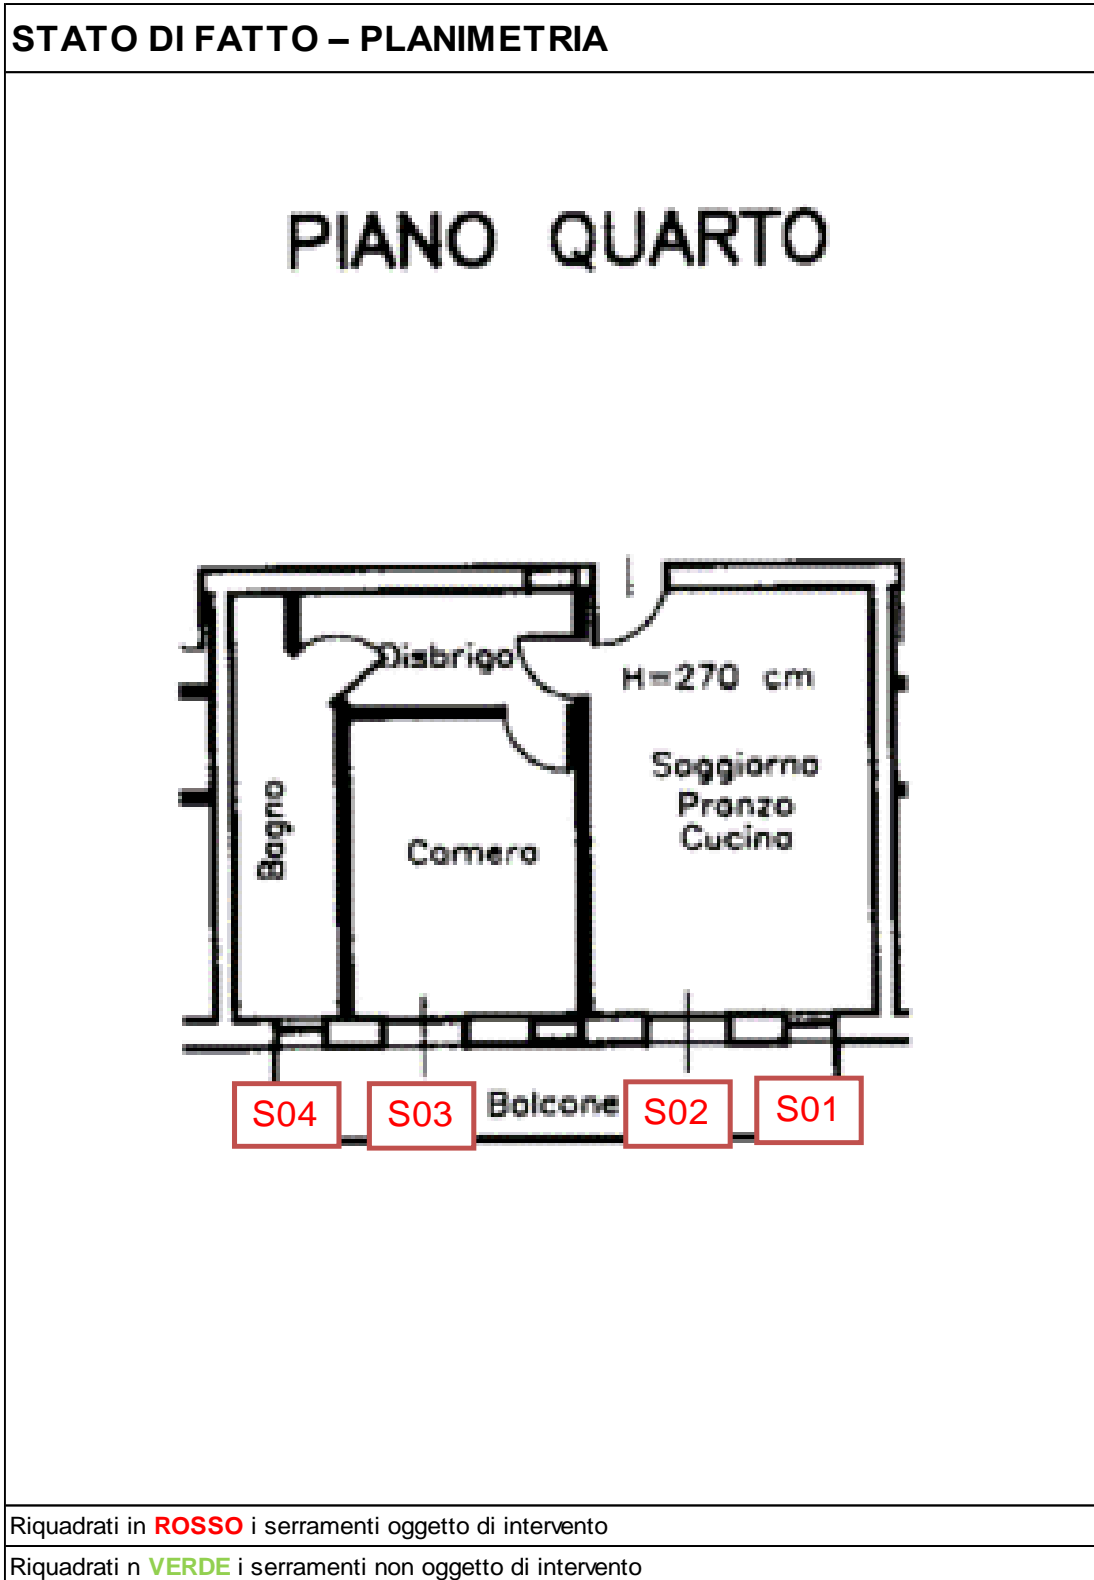 STATO DI FATTO – PLANIMETRIA
PIANO QUARTO
Disbrigo
H=270 cm
Soggiorno
Pranzo
Cucina
Bagno
Camera
Balcone
S04
S03
S02
S01
Riquadrati in ROSSO i serramenti oggetto di intervento
Riquadrati n VERDE i serramenti non oggetto di intervento